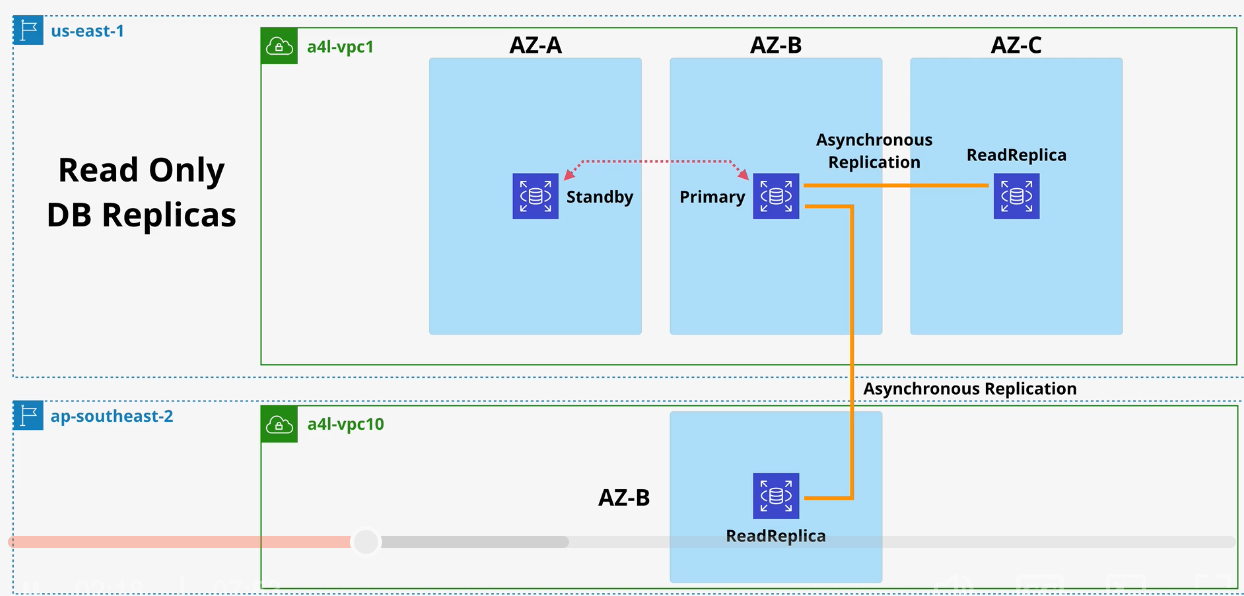 us-east-1
a4l-vpc1
AZ-A
AZ-B
AZ-C
Read Only
DB Replicas
Asynchronous
Replication
ReadReplica
Standby
Primary
Asynchronous Replication
ap-southeast-2
a4l-vpc10
AZ-B
ReadReplica